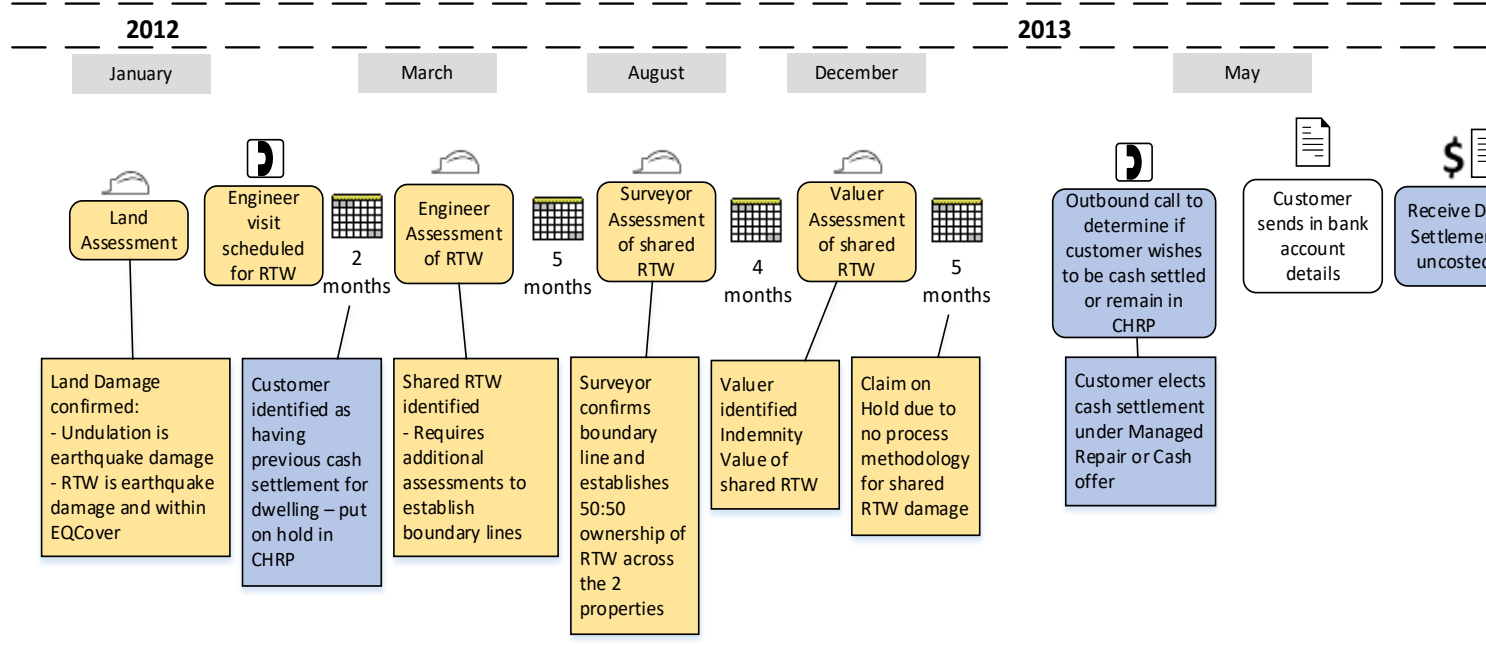 2012
2013
January
March
August
December
May
Land
Assessment
Engineer
visit
scheduled
for RTW
2
months
Engineer
Assessment
of RTW
5
months
Surveyor
Assessment
of shared
RTW
4
months
Valuer
Assessment
of shared
RTW
5
months
Outbound call to
determine if
customer wishes
to be cash settled
or remain in
CHRP
Customer
sends in bank
account
details
$
Receive
Land Damage
confirmed:
- Undulation is
earthquake damage
- RTW is earthquake
damage and within
EQCover
Customer
identified as
having
previous cash
settlement for
dwelling – put
on hold in
CHRP
Shared RTW
identified
- Requires
additional
assessments to
establish
boundary lines
Surveyor
confirms
boundary
line and
establishes
50:50
ownership of
RTW across
the 2
properties
Valuer
identified
Indemnity
Value of
shared RTW
Claim on
Hold due to
no process
methodology
for shared
RTW damage
Customer elects
cash settlement
under Managed
Repair or Cash
offer